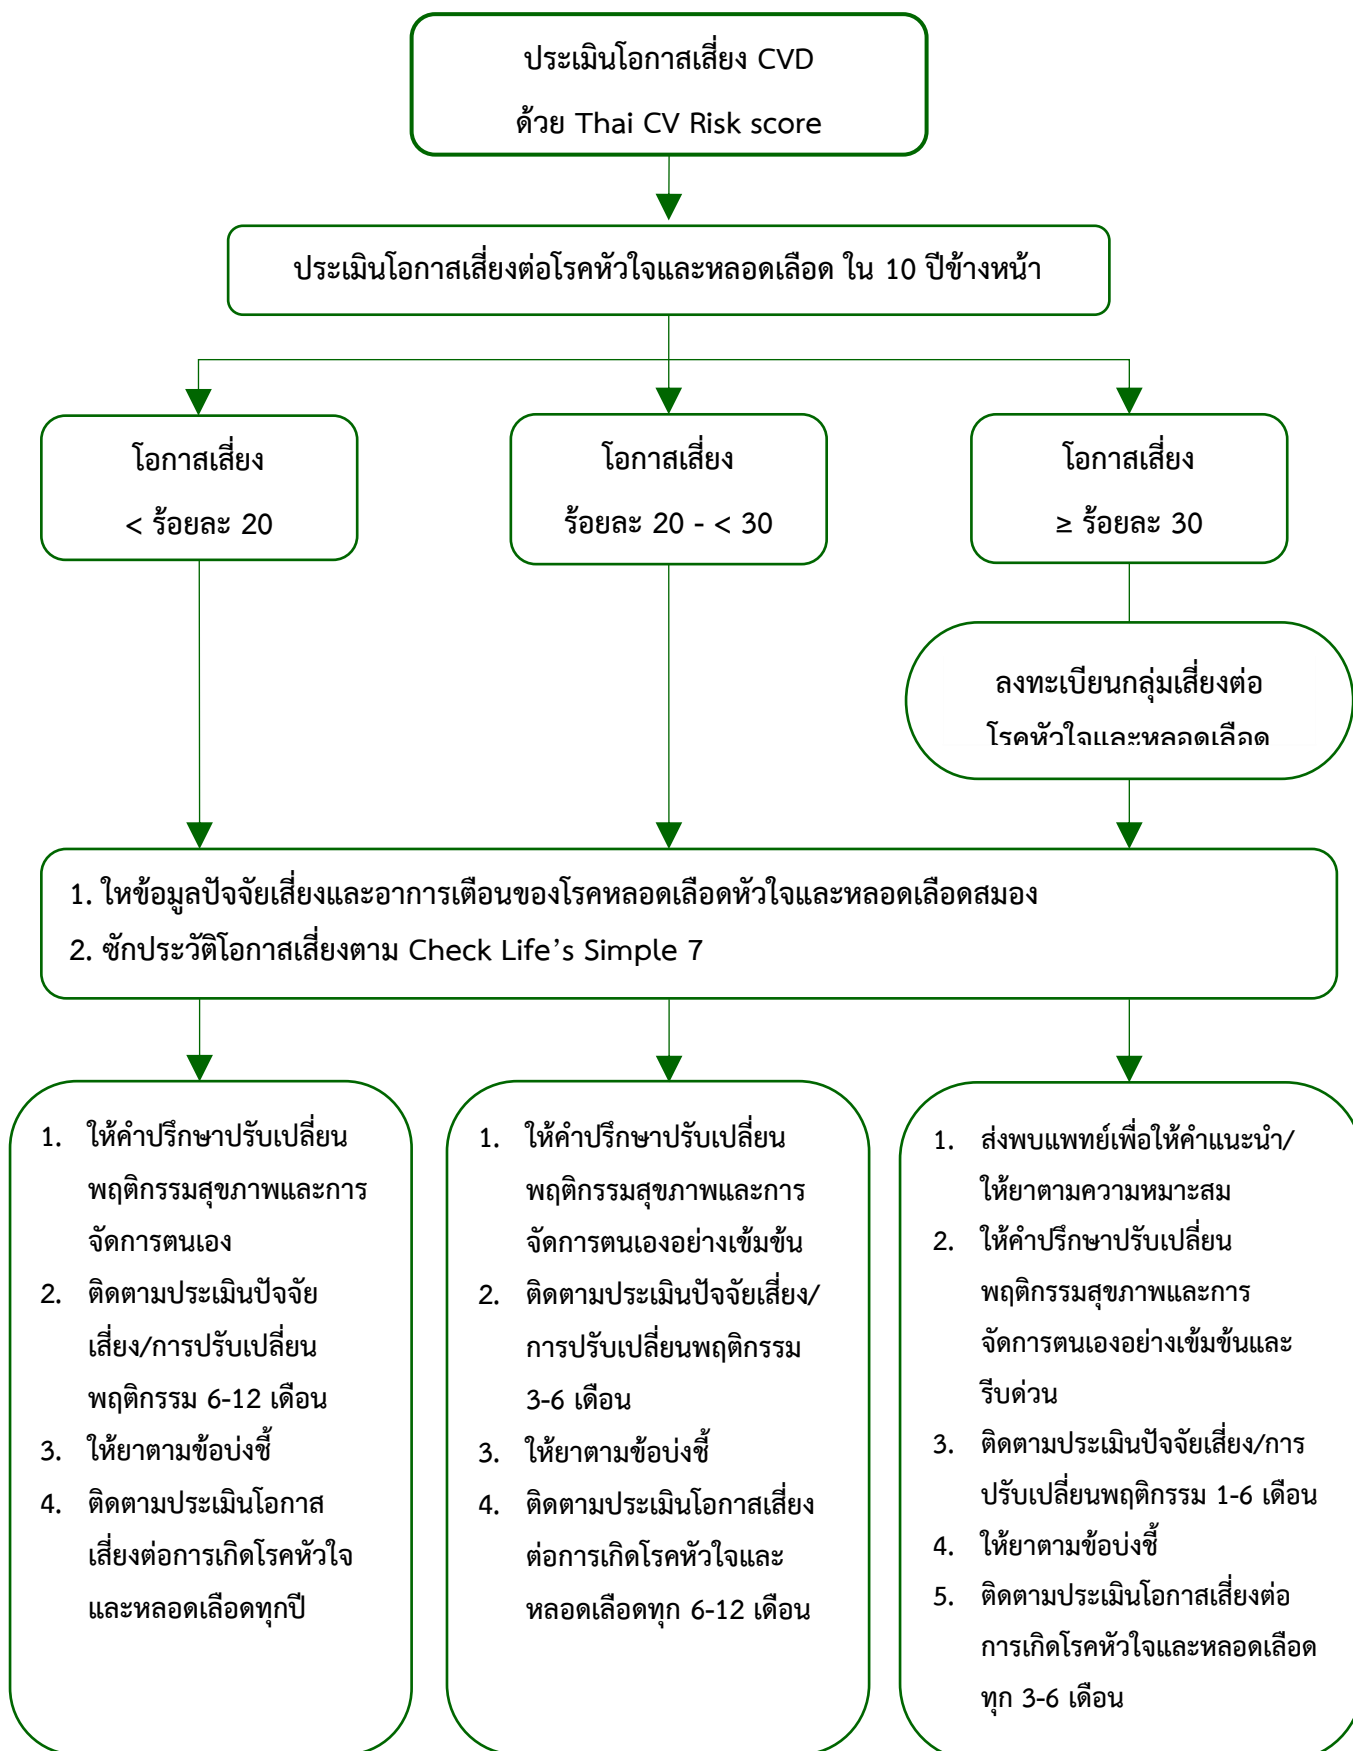 ประเมินโอกาสเสี่ยง CVD
ด้วย Thai CV Risk score
ประเมินโอกาสเสี่ยงต่อโรคหัวใจและหลอดเลือด ใน 10 ปีข้างหน้า
โอกาสเสี่ยง
< ร้อยละ 20
โอกาสเสี่ยง
ร้อยละ 20 - < 30
โอกาสเสี่ยง
≥ ร้อยละ 30
ลงทะเบียนกลุ่มเสี่ยงต่อ
โรคหัวใจและหลอดเลือด
1. ใหข้อมูลปัจจัยเสี่ยงและอาการเตือนของโรคหลอดเลือดหัวใจและหลอดเลือดสมอง
2. ซักประวัติโอกาสเสี่ยงตาม Check Life’s Simple 7
1. ให้คำปรึกษาปรับเปลี่ยน
พฤติกรรมสุขภาพและการ
จัดการตนเอง
2. ติดตามประเมินปัจจัย
เสี่ยง/การปรับเปลี่ยน
พฤติกรรม 6-12 เดือน
3. ให้ยาตามข้อบ่งชี้
4. ติดตามประเมินโอกาส
เสี่ยงต่อการเกิดโรคหัวใจ
และหลอดเลือดทุกปี
1. ให้คำปรึกษาปรับเปลี่ยน
พฤติกรรมสุขภาพและการ
จัดการตนเองอย่างเข้มข้น
2. ติดตามประเมินปัจจัยเสี่ยง/
การปรับเปลี่ยนพฤติกรรม
3-6 เดือน
3. ให้ยาตามข้อบ่งชี้
4. ติดตามประเมินโอกาสเสี่ยง
ต่อการเกิดโรคหัวใจและ
หลอดเลือดทุก 6-12 เดือน
1. ส่งพบแพทย์เพื่อให้คำแนะนำ/
ให้ยาตามความหมาะสม
2. ให้คำปรึกษาปรับเปลี่ยน
พฤติกรรมสุขภาพและการ
จัดการตนเองอย่างเข้มข้นและ
รีบด่วน
3. ติดตามประเมินปัจจัยเสี่ยง/การ
ปรับเปลี่ยนพฤติกรรม 1-6 เดือน
4. ให้ยาตามข้อบ่งชี้
5. ติดตามประเมินโอกาสเสี่ยงต่อ
การเกิดโรคหัวใจและหลอดเลือด
ทุก 3-6 เดือน